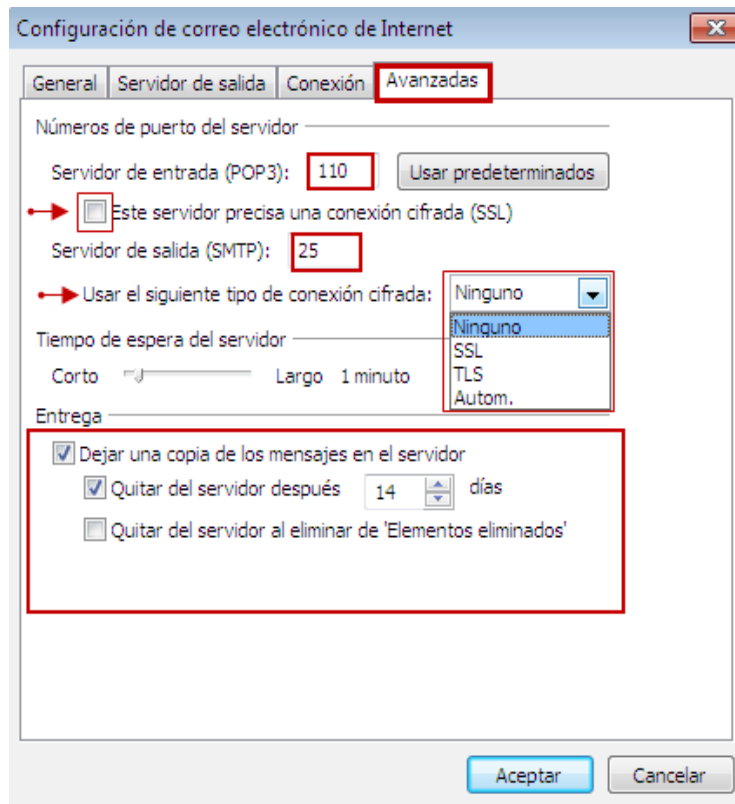 Configuración de correo electrónico de Internet
General Servidor de salida Conexión Avanzadas
Números de puerto del servidor
Servidor de entrada (POP3): 110 Usar predeterminados
Este servidor precisa una conexión cifrada (SSL)
Servidor de salida (SMTP): 25
Usar el siguiente tipo de conexión cifrada: Ninguno
Ninguno
SSL
TLS
Autom.
Tiempo de espera del servidor
Corto Largo 1 minuto
Entrega
Dejar una copia de los mensajes en el servidor
Quitar del servidor después 14 días
Quitar del servidor al eliminar de 'Elementos eliminados'
Aceptar Cancelar